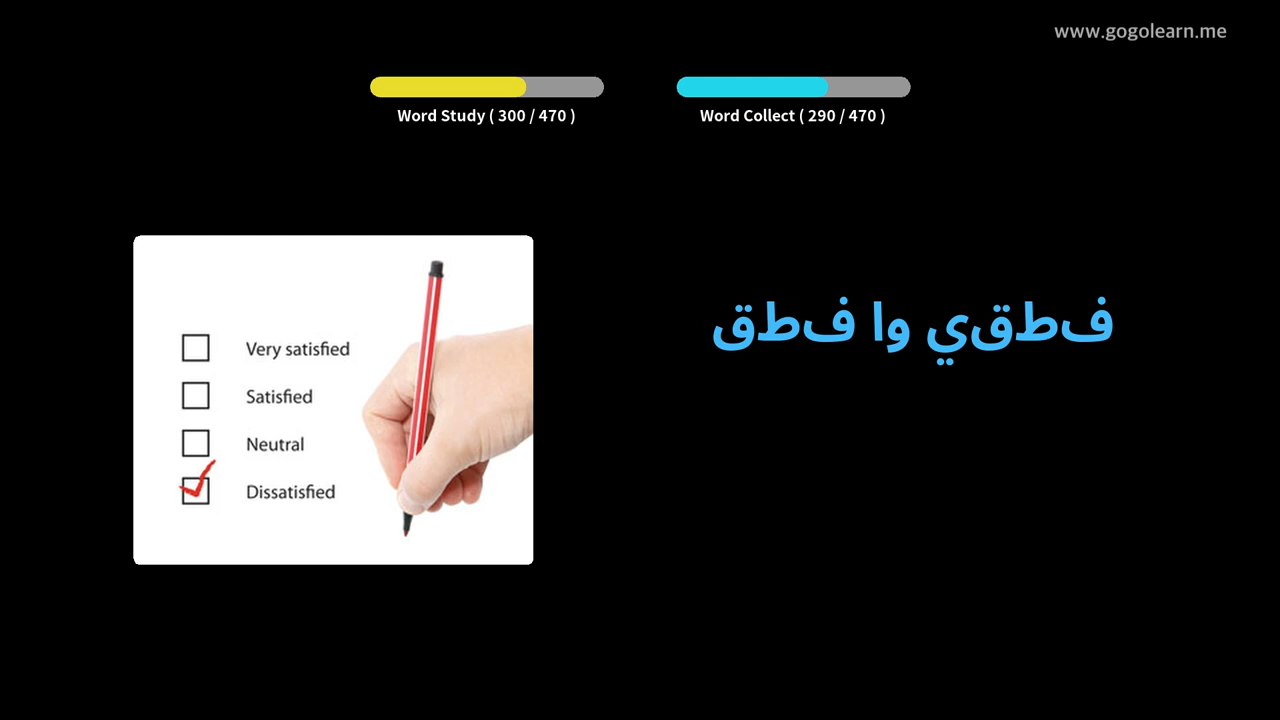 www.gogolearn.me
Word Study ( 300 / 470 )
Word Collect ( 290 / 470 )
Very satisfied
Satisfied
Neutral
Dissatisfied
فطقي وا فطق